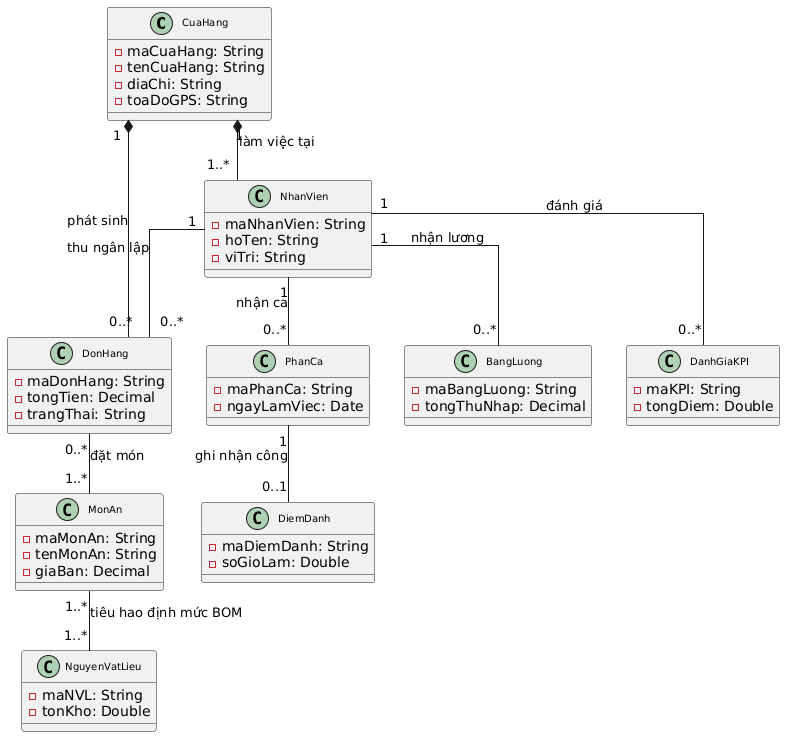 C CuaHang
maCuaHang: String
tenCuaHang: String
diaChi: String
toaDoGPS: String
1
1
làm việc tại
1..*
C NhanVien
maNhanVien: String
hoTen: String
viTri: String
phát sinh
thu ngân lập
1
0..*
0..*
1
nhận ca
0..*
1
nhận lương
0..*
1
đánh giá
0..*
C DonHang
maDonHang: String
tongTien: Decimal
trangThai: String
C PhanCa
maPhanCa: String
ngayLamViec: Date
C BangLuong
maBangLuong: String
tongThuNhap: Decimal
C DanhGiaKPI
maKPI: String
tongDiem: Double
0..*
đặt món
1..*
1
ghi nhận công
0..1
C MonAn
maMonAn: String
tenMonAn: String
giaBan: Decimal
C DiemDanh
maDiemDanh: String
soGioLam: Double
1..*
tiêu hao định mức BOM
1..*
C NguyenVatLieu
maNVL: String
tonKho: Double